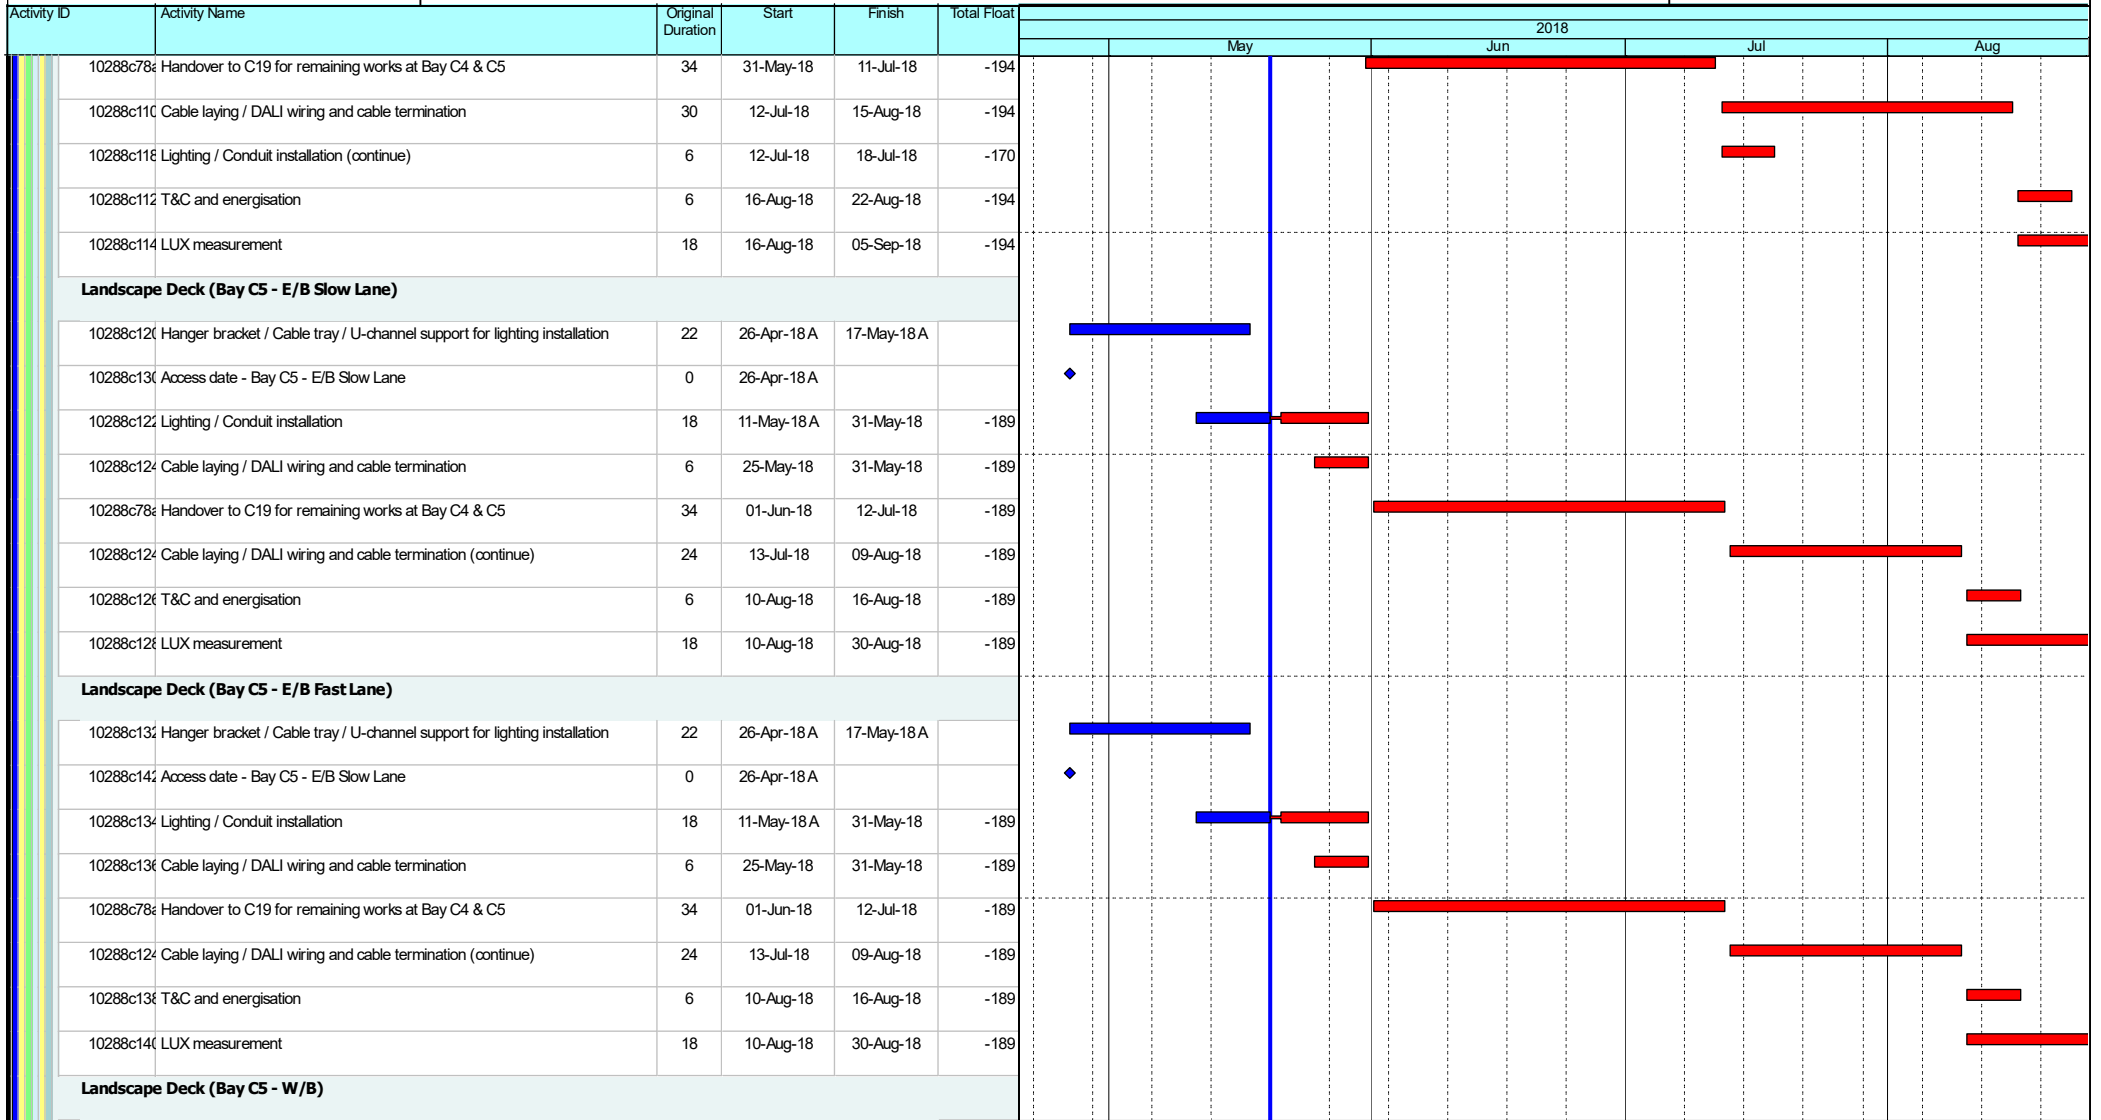 Activity ID Activity Name Original Duration Start Finish Total Float
2018
May Jun Jul Aug
10288c78a Handover to C19 for remaining works at Bay C4 & C5 34 31-May-18 11-Jul-18 -194
10288c110 Cable laying / DALI wiring and cable termination 30 12-Jul-18 15-Aug-18 -194
10288c118 Lighting / Conduit installation (continue) 6 12-Jul-18 18-Jul-18 -170
10288c112 T&C and energisation 6 16-Aug-18 22-Aug-18 -194
10288c114 LUX measurement 18 16-Aug-18 05-Sep-18 -194
Landscape Deck (Bay C5 - E/B Slow Lane)
10288c120 Hanger bracket / Cable tray / U-channel support for lighting installation 22 26-Apr-18 A 17-May-18 A
10288c130 Access date - Bay C5 - E/B Slow Lane 0 26-Apr-18 A
10288c122 Lighting / Conduit installation 18 11-May-18 A 31-May-18 -189
10288c124 Cable laying / DALI wiring and cable termination 6 25-May-18 31-May-18 -189
10288c78a Handover to C19 for remaining works at Bay C4 & C5 34 01-Jun-18 12-Jul-18 -189
10288c124 Cable laying / DALI wiring and cable termination (continue) 24 13-Jul-18 09-Aug-18 -189
10288c126 T&C and energisation 6 10-Aug-18 16-Aug-18 -189
10288c128 LUX measurement 18 10-Aug-18 30-Aug-18 -189
Landscape Deck (Bay C5 - E/B Fast Lane)
10288c132 Hanger bracket / Cable tray / U-channel support for lighting installation 22 26-Apr-18 A 17-May-18 A
10288c142 Access date - Bay C5 - E/B Slow Lane 0 26-Apr-18 A
10288c134 Lighting / Conduit installation 18 11-May-18 A 31-May-18 -189
10288c136 Cable laying / DALI wiring and cable termination 6 25-May-18 31-May-18 -189
10288c78a Handover to C19 for remaining works at Bay C4 & C5 34 01-Jun-18 12-Jul-18 -189
10288c124 Cable laying / DALI wiring and cable termination (continue) 24 13-Jul-18 09-Aug-18 -189
10288c138 T&C and energisation 6 10-Aug-18 16-Aug-18 -189
10288c140 LUX measurement 18 10-Aug-18 30-Aug-18 -189
Landscape Deck (Bay C5 - W/B)